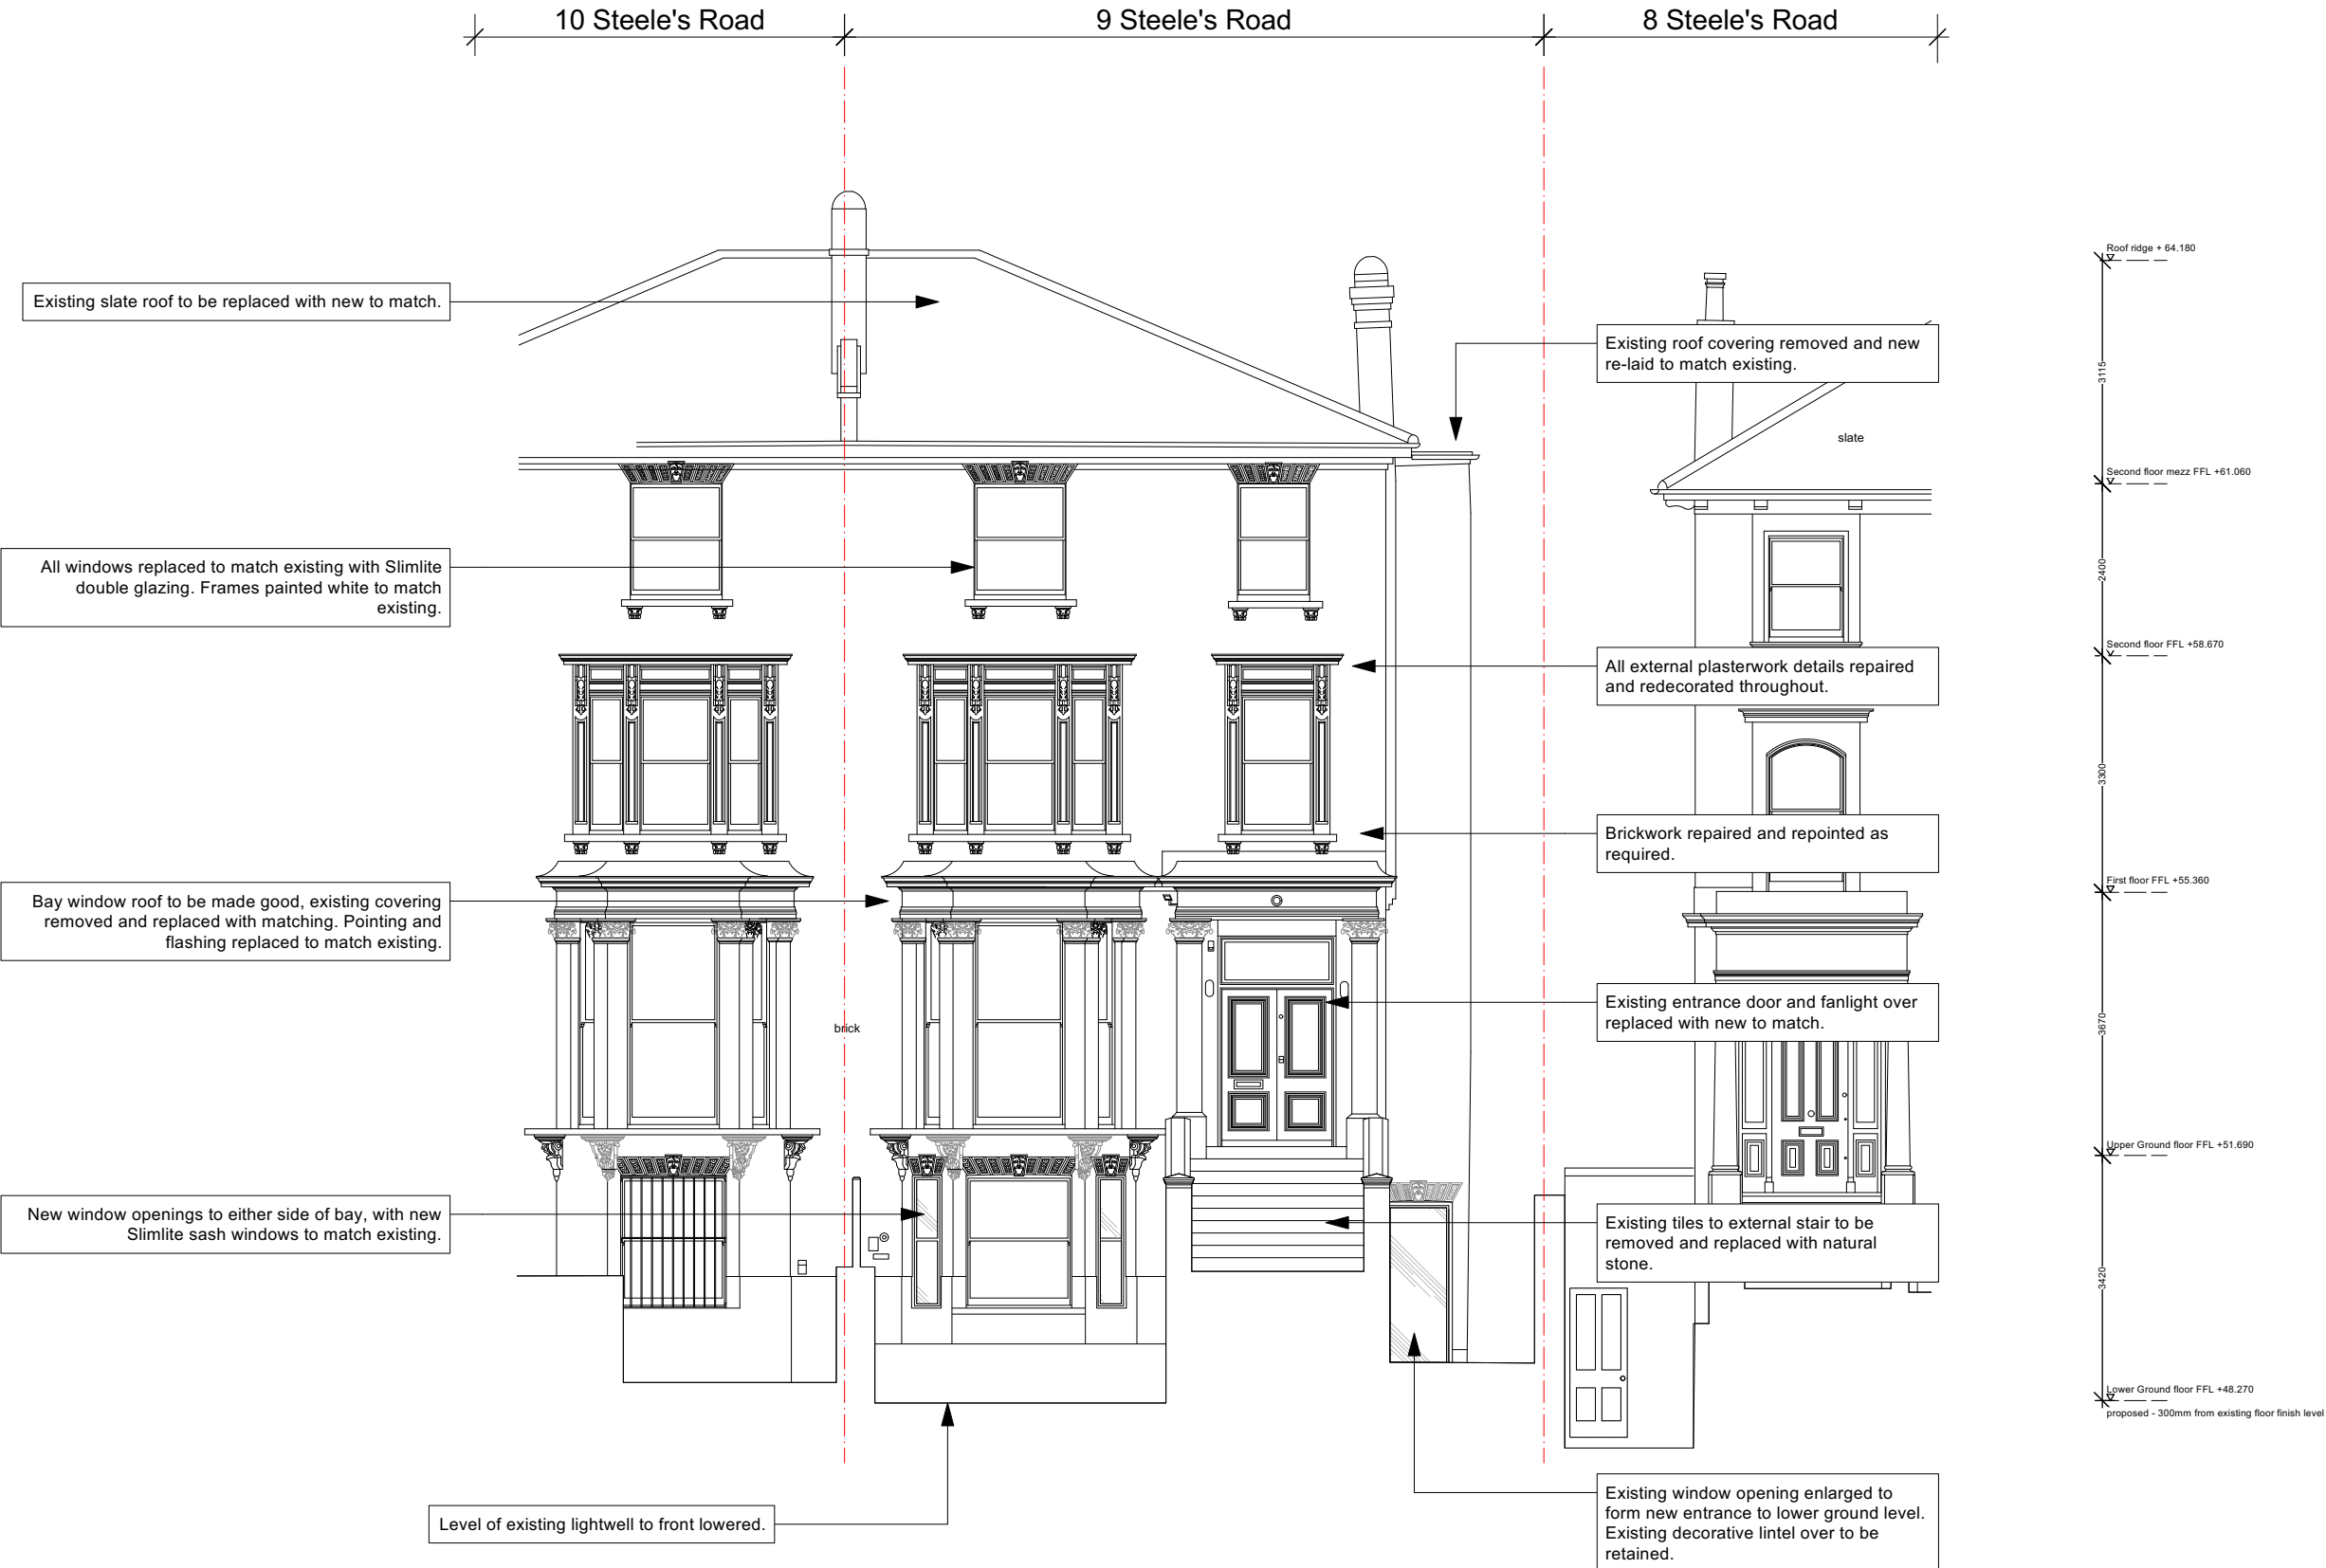 10 Steele's Road
9 Steele's Road
8 Steele's Road
Existing slate roof to be replaced with new to match.
All windows replaced to match existing with Slimlite
double glazing. Frames painted white to match
existing.
Bay window roof to be made good, existing covering
removed and replaced with matching. Pointing and
flashing replaced to match existing.
New window openings to either side of bay, with new
Slimlite sash windows to match existing.
Level of existing lightwell to front lowered.
brick
Existing roof covering removed and new
re-laid to match existing.
slate
All external plasterwork details repaired
and redecorated throughout.
Brickwork repaired and repointed as
required.
Existing entrance door and fanlight over
replaced with new to match.
Existing tiles to external stair to be
removed and replaced with natural
stone.
Existing window opening enlarged to
form new entrance to lower ground level.
Existing decorative lintel over to be
retained.
Roof ridge + 64.180
3115
Second floor mezz FFL +61.060
2400
Second floor FFL +58.670
3300
First floor FFL +55.360
3670
Upper Ground floor FFL +51.690
3420
Lower Ground floor FFL +48.270
proposed - 300mm from existing floor finish level